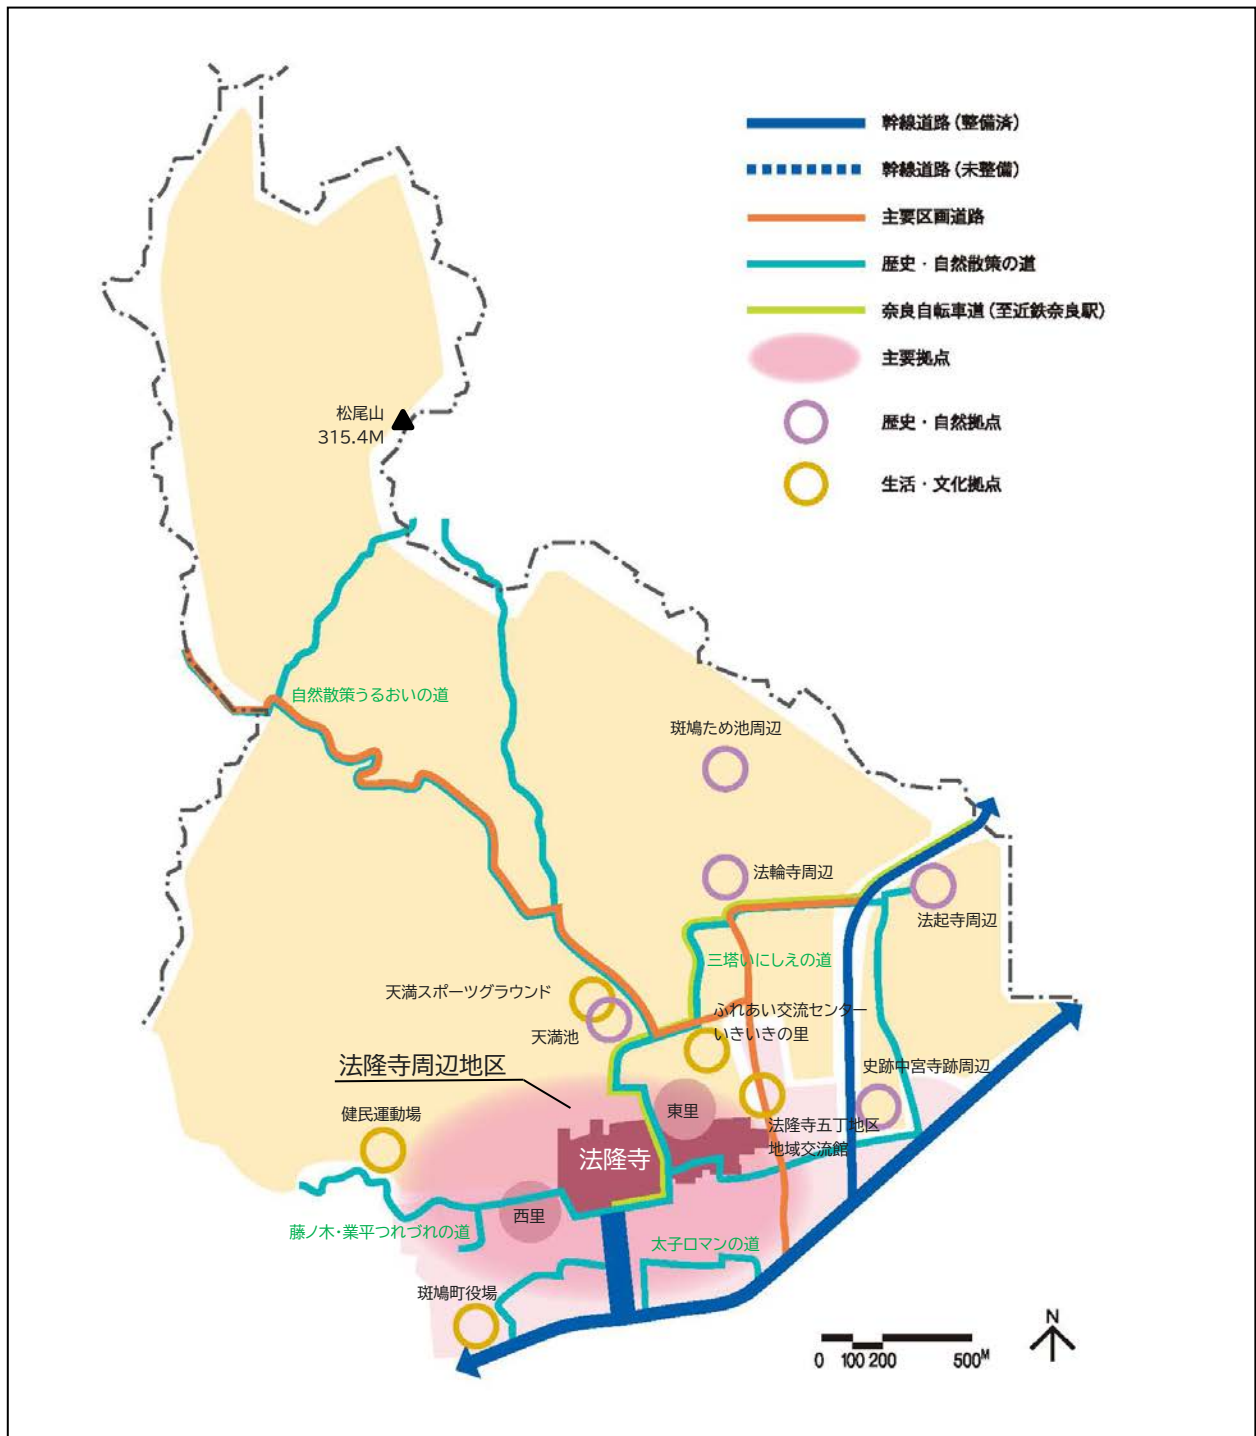 幹線道路（整備済）
幹線道路（未整備）
主要区画道路
歴史・自然散策の道
奈良自転車道（至近鉄奈良駅）
主要拠点
歴史・自然拠点
生活・文化拠点
松尾山
315.4M
自然散策うるおいの道
斑鳩ため池周辺
法輪寺周辺
法起寺周辺
三塔いにしえの道
天満スポーツグラウンド
天満池
ふれあい交流センター
いきいきの里
法隆寺周辺地区
史跡中宮寺跡周辺
健民運動場
東里
法隆寺五丁地区
地域交流館
法隆寺
西里
藤ノ木・業平つれづれの道
太子ロマンの道
斑鳩町役場
N
0 100 200 500M